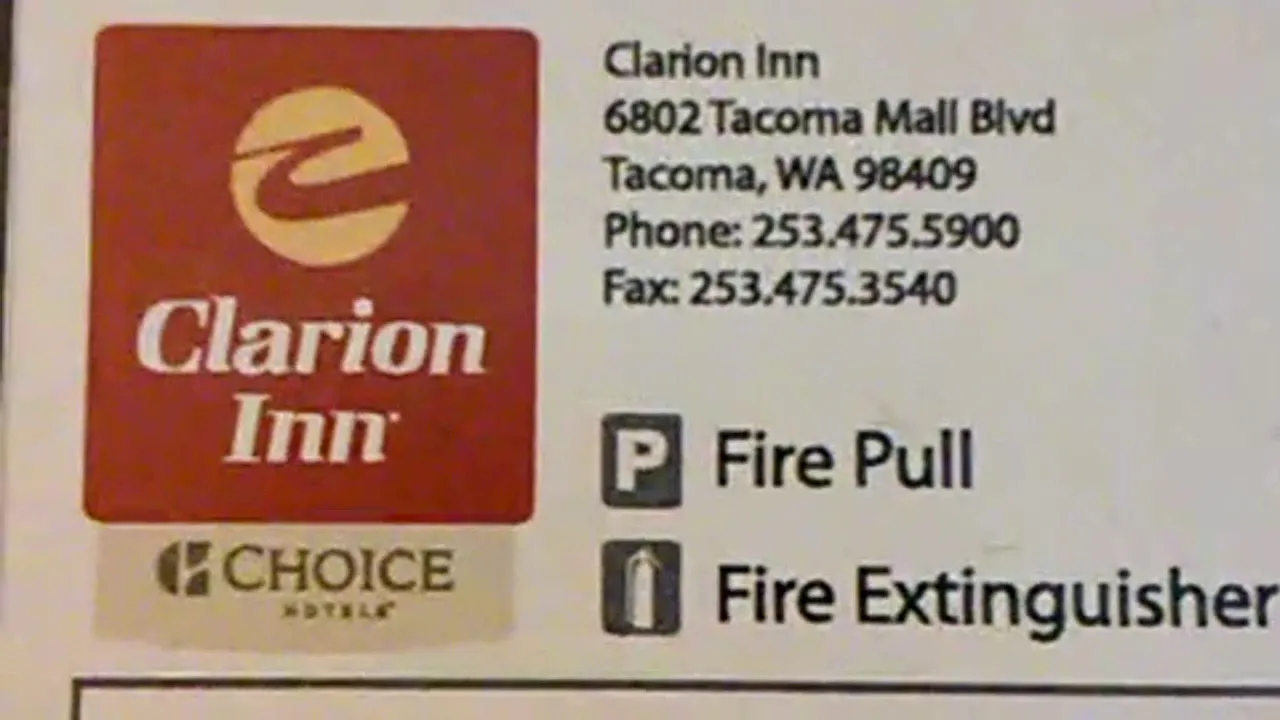 Clarion
Inn
CHOICE
HOTELS
Clarion Inn
6802 Tacoma Mall Blvd
Tacoma, WA 98409
Phone: 253.475.5900
Fax: 253.475.3540
P Fire Pull
Fire Extinguisher